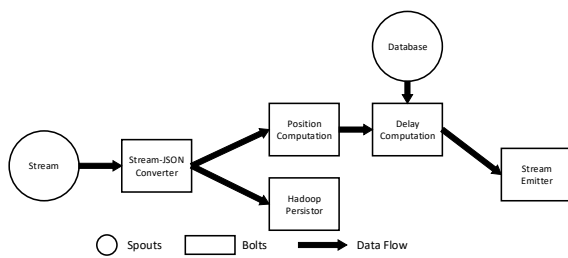 Database
Position
Computation
Delay
Computation
Stream
Stream-JSON
Converter
Stream
Emitter
Hadoop
Persistor
Spouts
Bolts
Data Flow